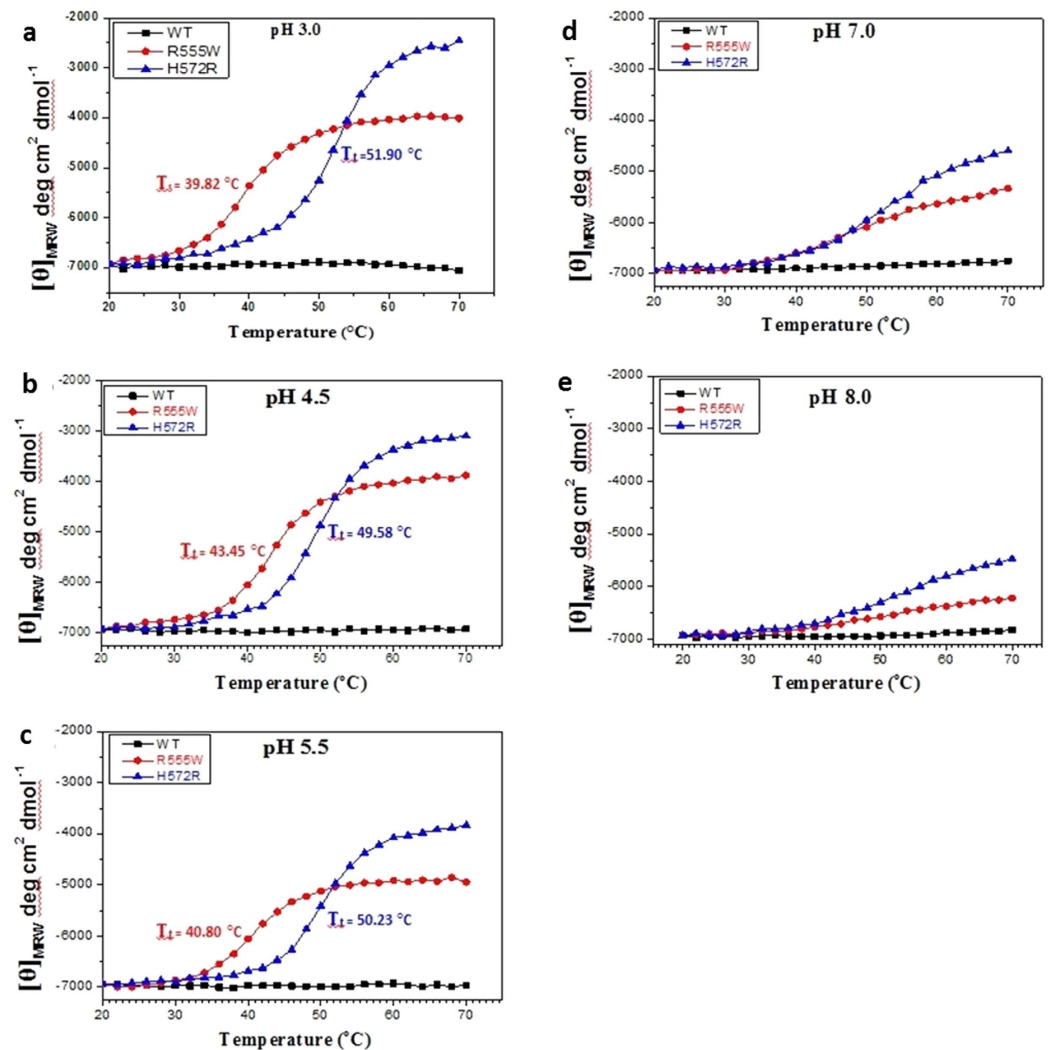 a
pH 3.0
WT
R555W
H572R
-2000
-3000
-4000
-5000
-6000
-7000
[θ]MRW deg cm² dmol⁻¹
Tt = 39.82 °C
Tt =51.90 °C
20 30 40 50 60 70
Temperature (°C)
b
pH 4.5
WT
R555W
H572R
-2000
-3000
-4000
-5000
-6000
-7000
[θ]MRW deg cm² dmol⁻¹
Tt = 43.45 °C
Tt = 49.58 °C
20 30 40 50 60 70
Temperature (°C)
c
pH 5.5
WT
R555W
H572R
-2000
-3000
-4000
-5000
-6000
-7000
[θ]MRW deg cm² dmol⁻¹
Tt = 40.80 °C
Tt = 50.23 °C
20 30 40 50 60 70
Temperature (°C)
d
pH 7.0
WT
R555W
H572R
-2000
-3000
-4000
-5000
-6000
-7000
[θ]MRW deg cm² dmol⁻¹
20 30 40 50 60 70
Temperature (°C)
e
pH 8.0
WT
R555W
H572R
-2000
-3000
-4000
-5000
-6000
-7000
[θ]MRW deg cm² dmol⁻¹
20 30 40 50 60 70
Temperature (°C)